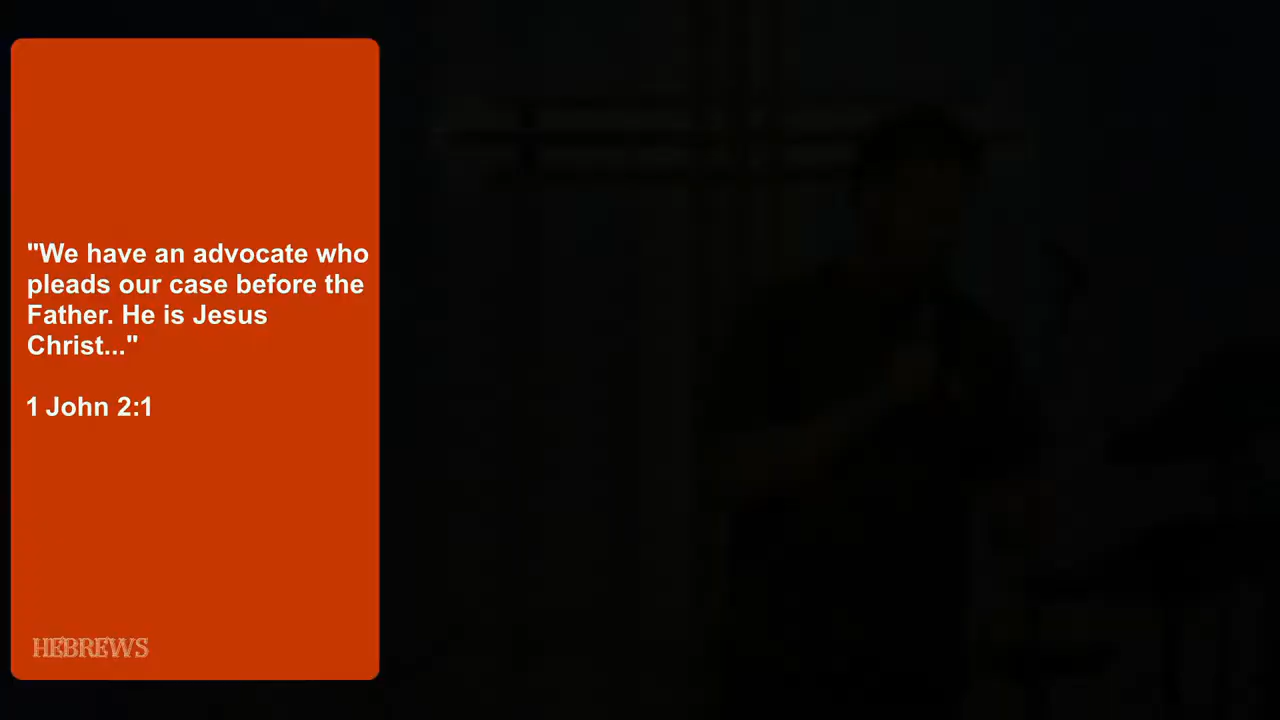 "We have an advocate who
pleads our case before the
Father. He is Jesus
Christ..."
1 John 2:1
HEBREWS